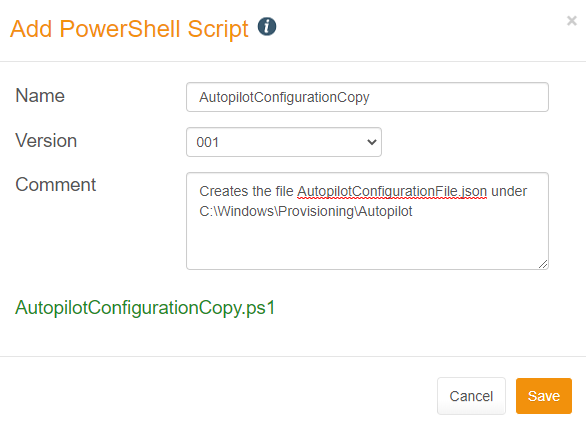 Add PowerShell Script i
×
Name
AutopilotConfigurationCopy
Version
001
Comment
Creates the file AutopilotConfigurationFile.json under
C:\Windows\Provisioning\Autopilot
AutopilotConfigurationCopy.ps1
Cancel
Save